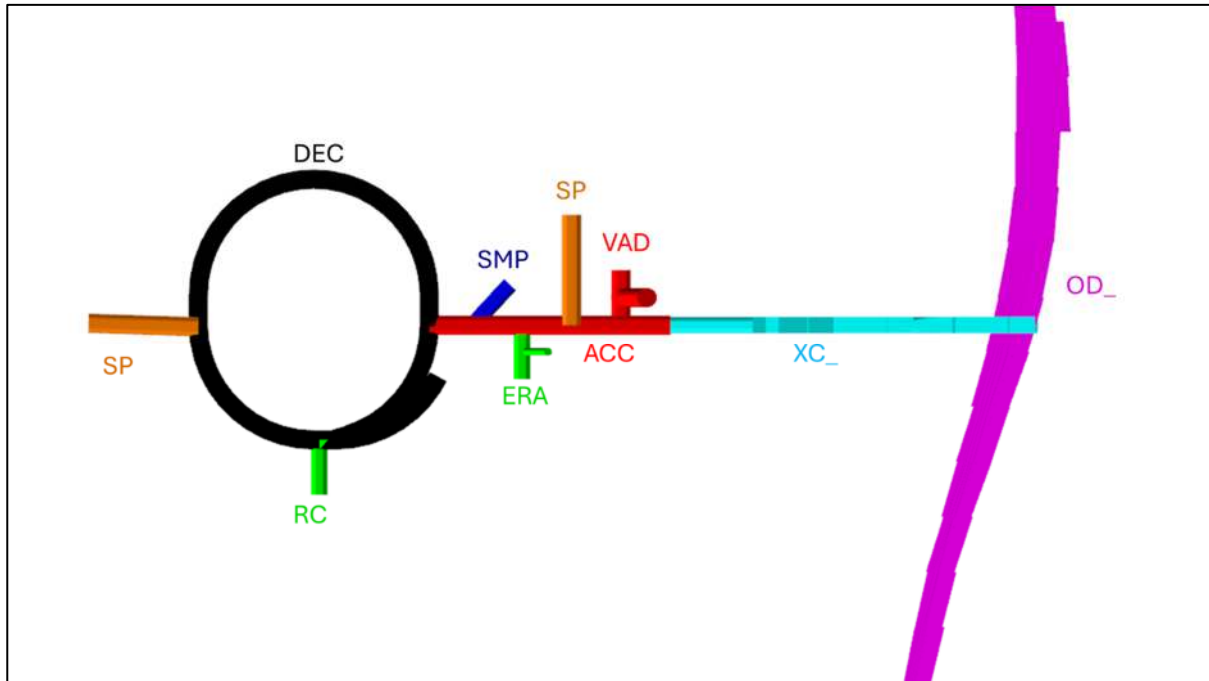 DEC
SP
SMP
VAD
OD_
SP
ACC
XC_
ERA
RC